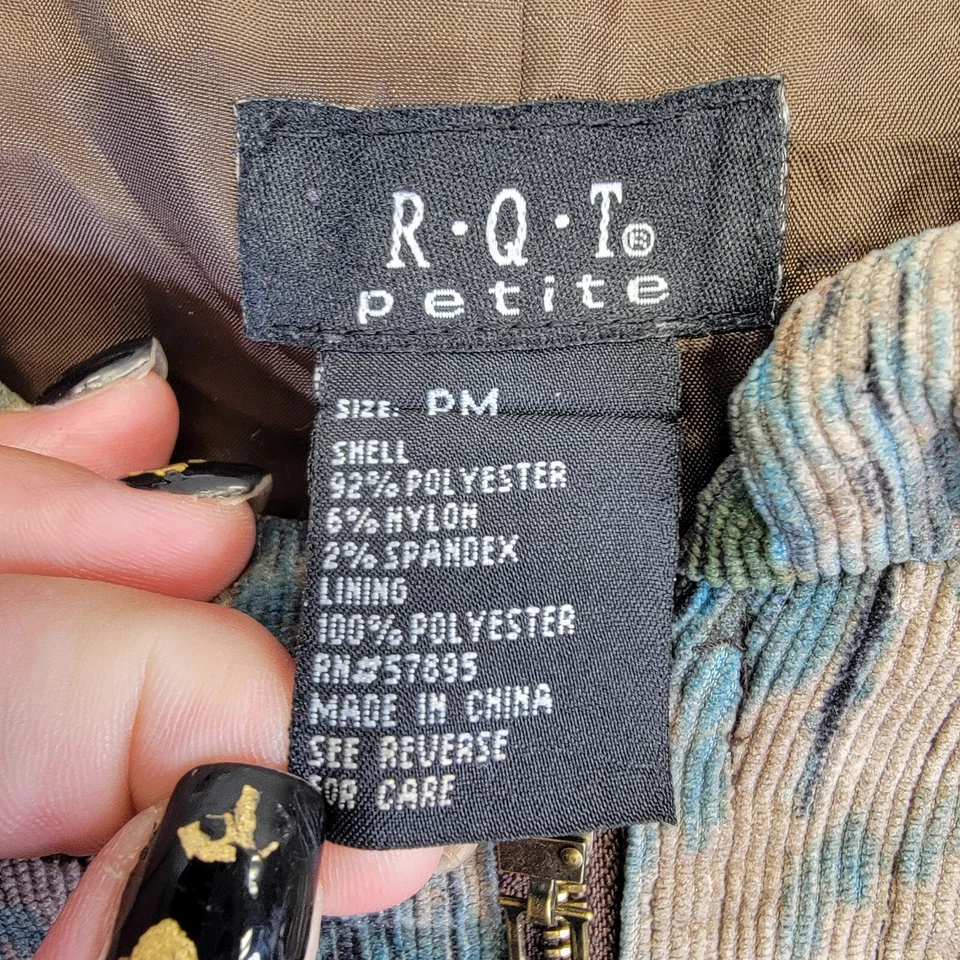 R·Q·T®
petite
SIZE: PM
SHELL
92% POLYESTER
6% NYLON
2% SPANDEX
LINING
100% POLYESTER
RN#57895
MADE IN CHINA
SEE REVERSE
FOR CARE